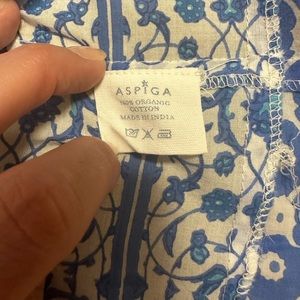 ASPIGA
100% ORGANIC
COTTON
MADE IN INDIA